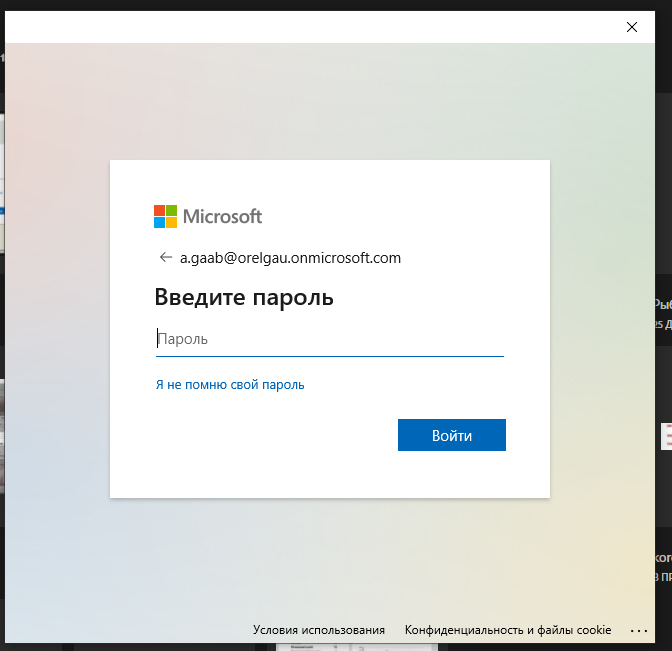 Microsoft
a.gaab@orelgau.onmicrosoft.com
Введите пароль
Пароль
Я не помню свой пароль
Войти
Условия использования Конфиденциальность и файлы cookie ...